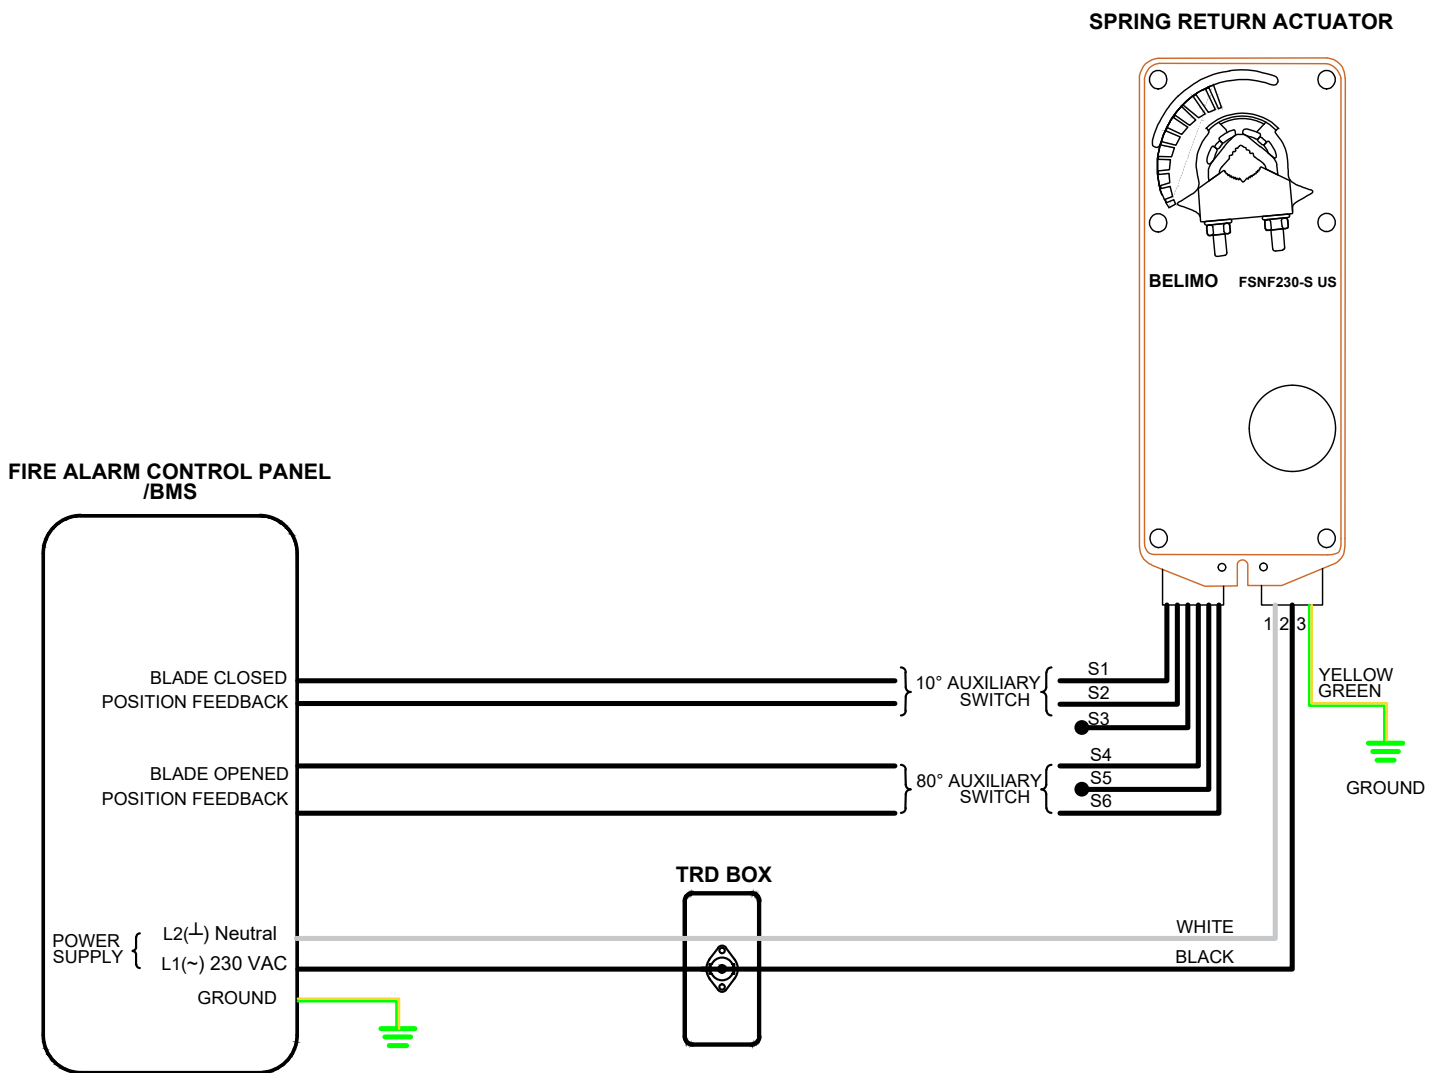 SPRING RETURN ACTUATOR
BELIMO FSNF230-S US
FIRE ALARM CONTROL PANEL
/BMS
1 2 3
BLADE CLOSED
POSITION FEEDBACK
10° AUXILIARY
SWITCH
S1
S2
S3
YELLOW
GREEN
BLADE OPENED
POSITION FEEDBACK
80° AUXILIARY
SWITCH
S4
S5
S6
GROUND
TRD BOX
POWER
SUPPLY
L2(┴) Neutral
L1(~) 230 VAC
WHITE
BLACK
GROUND